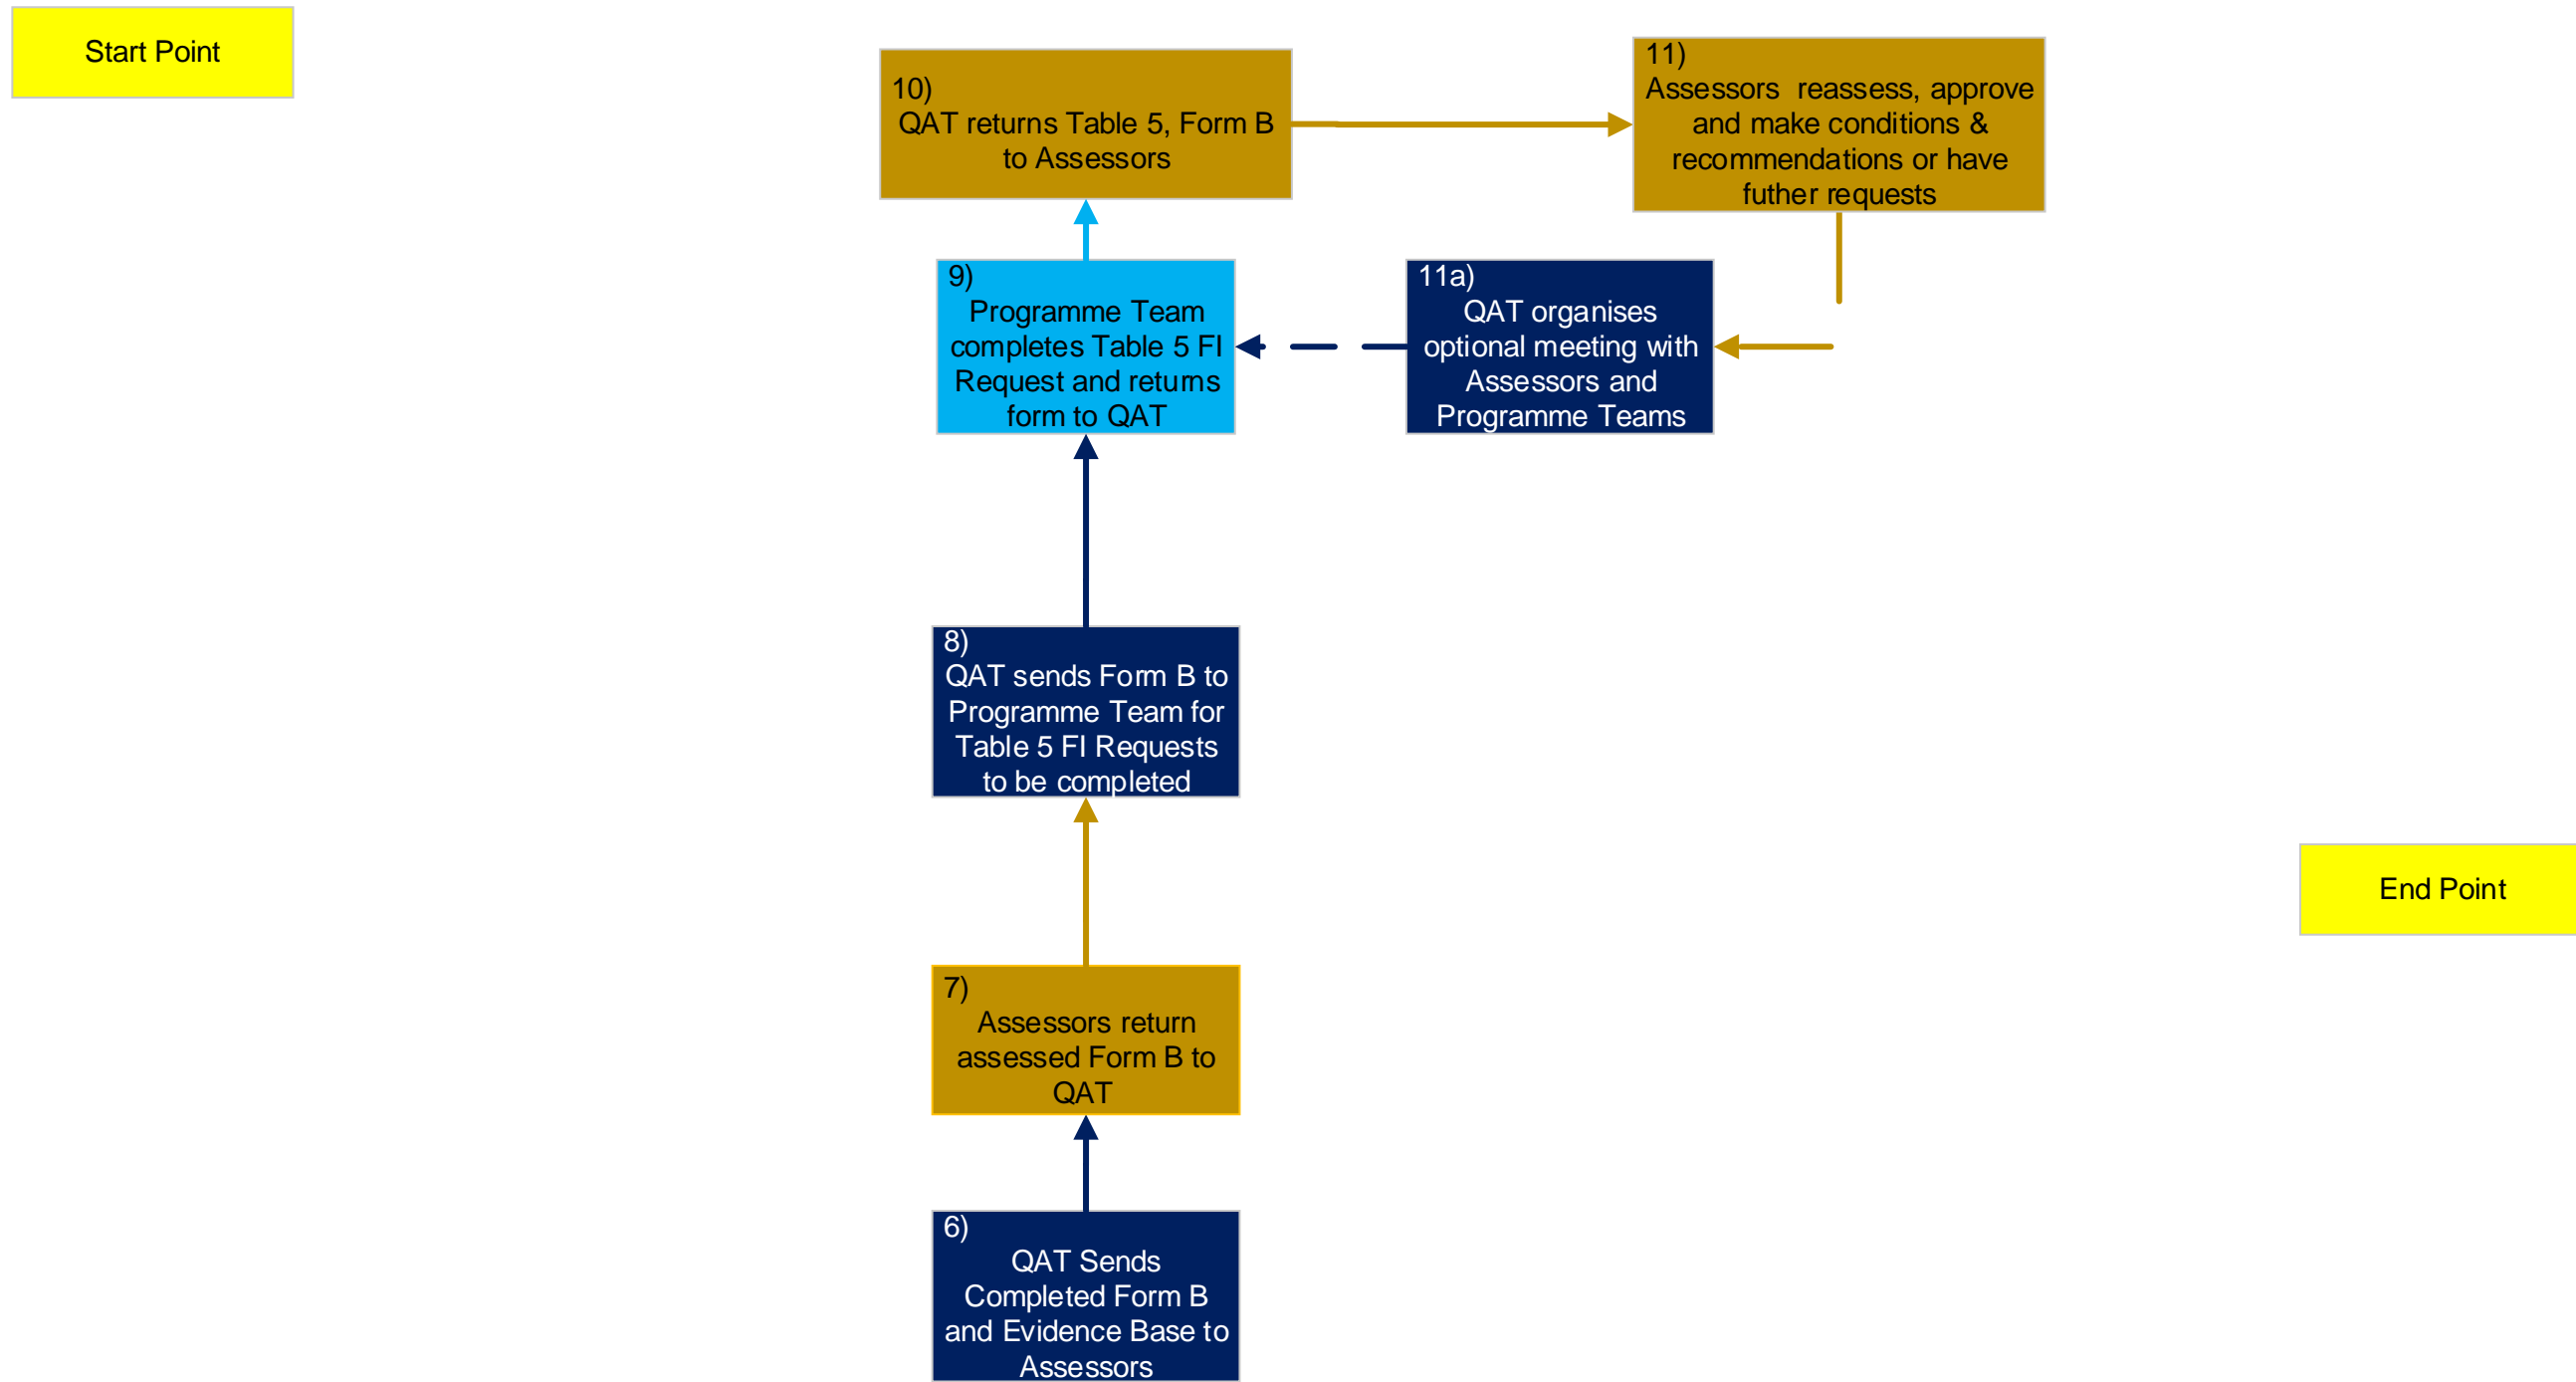 Start Point
10)
QAT returns Table 5, Form B
to Assessors
11)
Assessors  reassess, approve
and make conditions &
recommendations or have
futher requests
9)
Programme Team
completes Table 5 FI
Request and returns
form to QAT
11a)
QAT organises
optional meeting with
Assessors and
Programme Teams
8)
QAT sends Form B to
Programme Team for
Table 5 FI Requests
to be completed
End Point
7)
Assessors return
assessed Form B to
QAT
6)
QAT Sends
Completed Form B
and Evidence Base to
Assessors